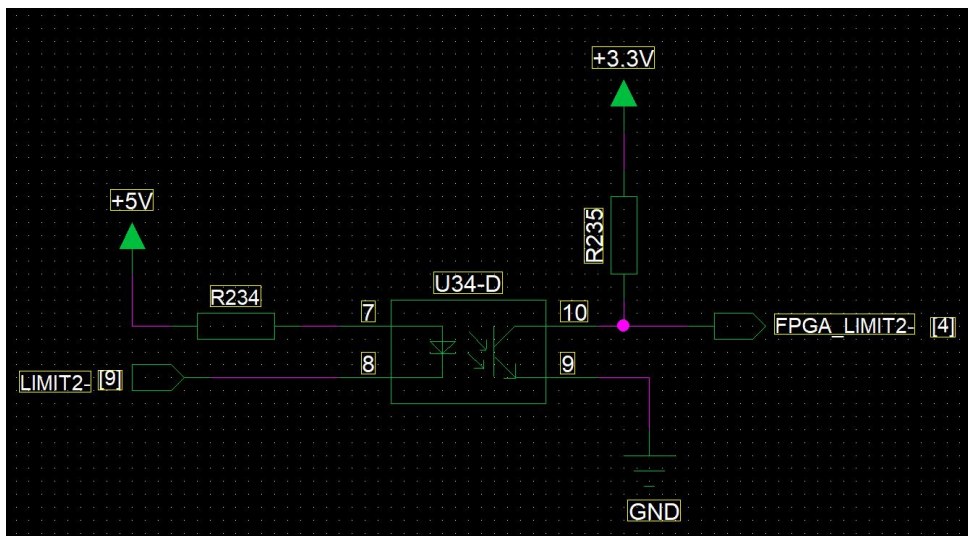 +3.3V
+5V
R235
U34-D
R234
7
10
FPGA_LIMIT2- [4]
8
9
LIMIT2- [9]
GND